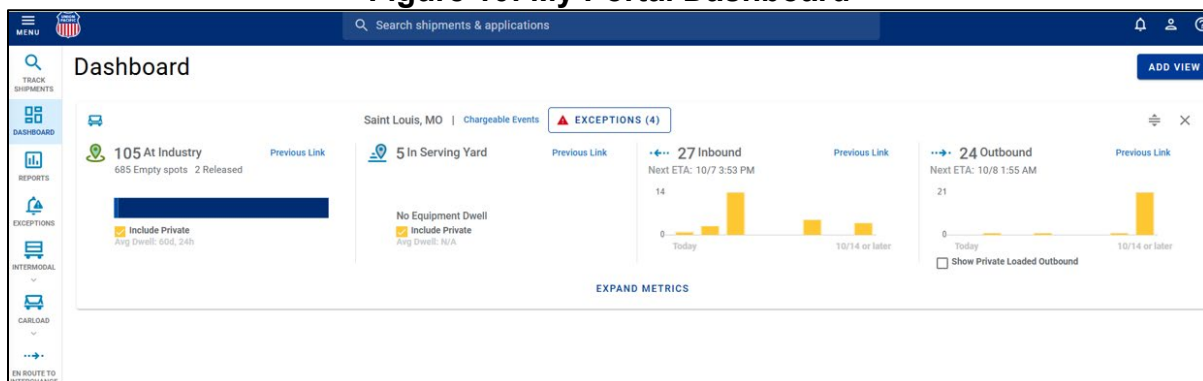 Figure 10: My Portal Dashboard
MENU
UNION PACIFIC
Search shipments & applications
TRACK SHIPMENTS
DASHBOARD
REPORTS
EXCEPTIONS
INTERMODAL
CARLOAD
EN ROUTE TO INTERCHANGE
Dashboard
ADD VIEW
Saint Louis, MO | Chargeable Events EXCEPTIONS (4)
105 At Industry Previous Link
685 Empty spots 2 Released
Include Private
Avg Dwell: 60d, 24h
5 In Serving Yard Previous Link
No Equipment Dwell
Include Private
Avg Dwell: N/A
27 Inbound Previous Link
Next ETA: 10/7 3:53 PM
14
0
Today 10/14 or later
24 Outbound Previous Link
Next ETA: 10/8 1:55 AM
21
0
Today 10/14 or later
Show Private Loaded Outbound
EXPAND METRICS